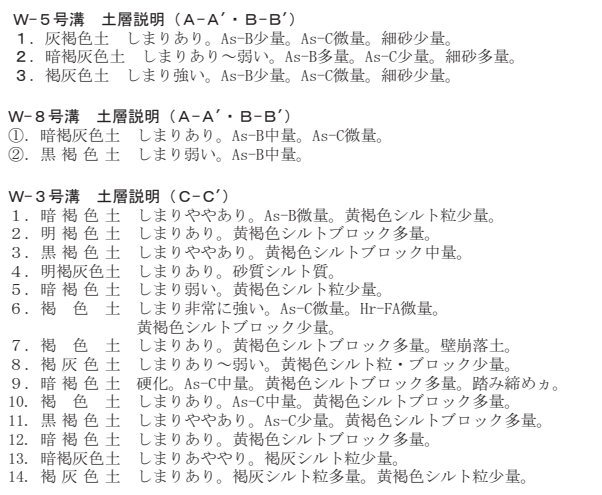 W-５号溝　土層説明（Ａ-Ａ′・Ｂ-Ｂ′）
１．灰褐色土　しまりあり。As-B少量。As-C微量。細砂少量。
２．暗褐灰色土　しまりあり～弱い。As-B多量。As-C少量。細砂多量。
３．褐灰色土　しまり強い。As-B少量。As-C微量。細砂少量。
W-８号溝　土層説明（Ａ-Ａ′・Ｂ-Ｂ′）
①．暗褐灰色土　しまりあり。As-B中量。As-C微量。
②．黒 褐 色 土　しまり弱い。As-B中量。
W-３号溝　土層説明（Ｃ-Ｃ′）
１．暗 褐 色 土　しまりややあり。As-B微量。黄褐色シルト粒少量。
２．明 褐 色 土　しまりあり。黄褐色シルトブロック多量。
３．黒 褐 色 土　しまりややあり。黄褐色シルトブロック中量。
４．明褐灰色土　しまりあり。砂質シルト質。
５．暗 褐 色 土　しまり弱い。黄褐色シルト粒少量。
６．褐　色　土　しまり非常に強い。As-C微量。Hr-FA微量。
黄褐色シルトブロック少量。
７．褐　色　土　しまりあり。黄褐色シルトブロック多量。壁崩落土。
８．褐 灰 色 土　しまりあり～弱い。黄褐色シルト粒・ブロック少量。
９．暗 褐 色 土　硬化。As-C中量。黄褐色シルトブロック多量。踏み締めヵ。
10．褐　色　土　しまりあり。As-C中量。黄褐色シルトブロック多量。
11．黒 褐 色 土　しまりややあり。As-C少量。黄褐色シルトブロック多量。
12．暗 褐 色 土　しまりあり。黄褐色シルトブロック多量。
13．暗褐灰色土　しまりあややり。褐灰シルト粒少量。
14．褐 灰 色 土　しまりあり。褐灰シルト粒多量。黄褐色シルト粒少量。